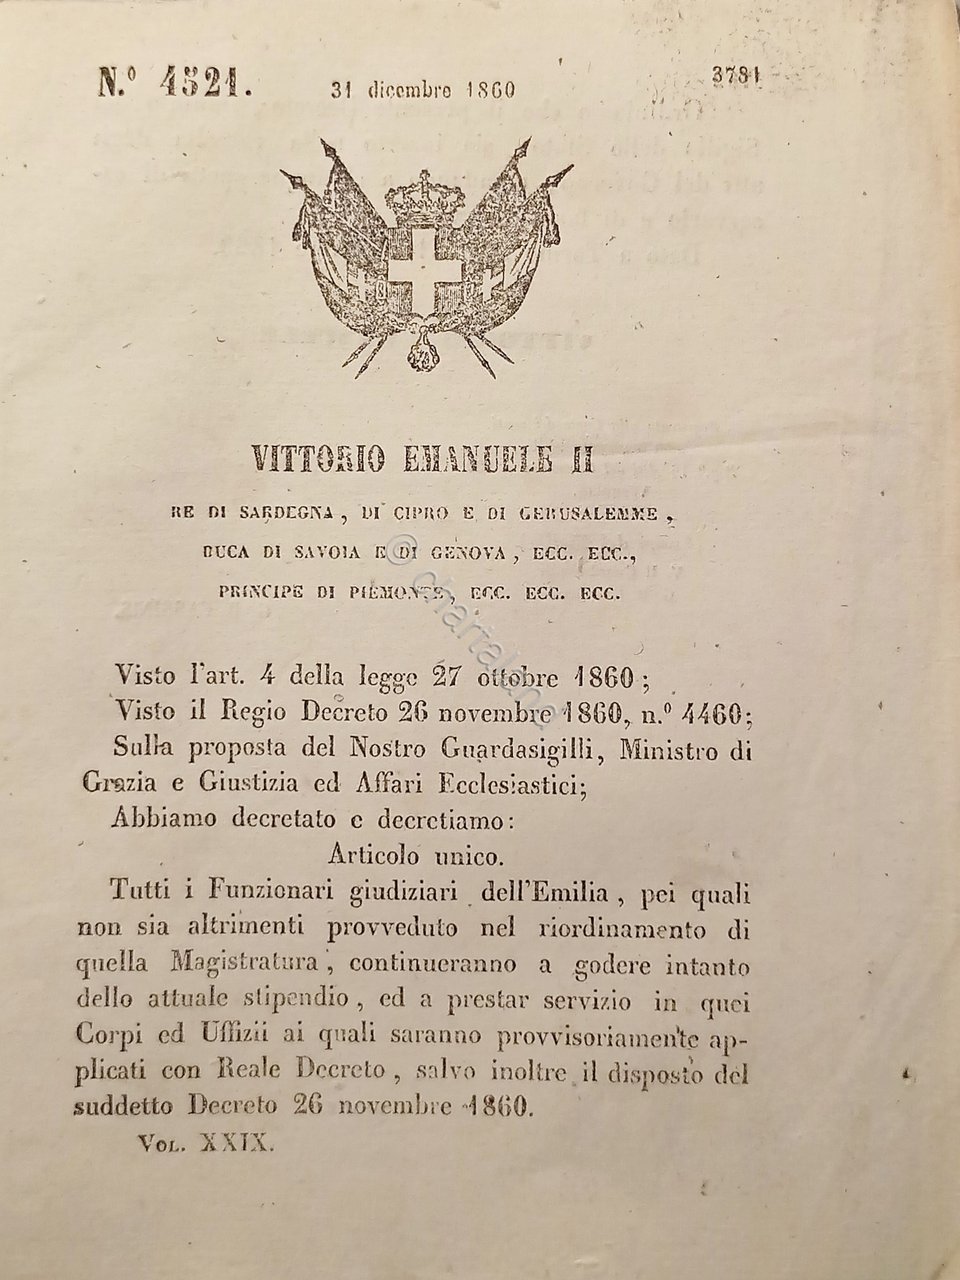 N.º 4521.
31 dicembre 1860
3781
VITTORIO EMANUELE II
RE DI SARDEGNA, DI CIPRO E DI GERUSALEMME,
DUCA DI SAVOIA E DI GENOVA, ECC. ECC.,
PRINCIPE DI PIEMONTE, ECC. ECC. ECC.
Visto l'art. 4 della legge 27 ottobre 1860;
Visto il Regio Decreto 26 novembre 1860, n.º 4460;
Sulla proposta del Nostro Guardasigilli, Ministro di
Grazia e Giustizia ed Affari Ecclesiastici;
Abbiamo decretato e decretiamo:
Articolo unico.
Tutti i Funzionari giudiziari dell'Emilia, pei quali
non sia altrimenti provveduto nel riordinamento di
quella Magistratura, continueranno a godere intanto
dello attuale stipendio, ed a prestar servizio in quei
Corpi ed Uffizii ai quali saranno provvisoriamente ap-
plicati con Reale Decreto, salvo inoltre il disposto del
suddetto Decreto 26 novembre 1860.
VOL. XXIX.